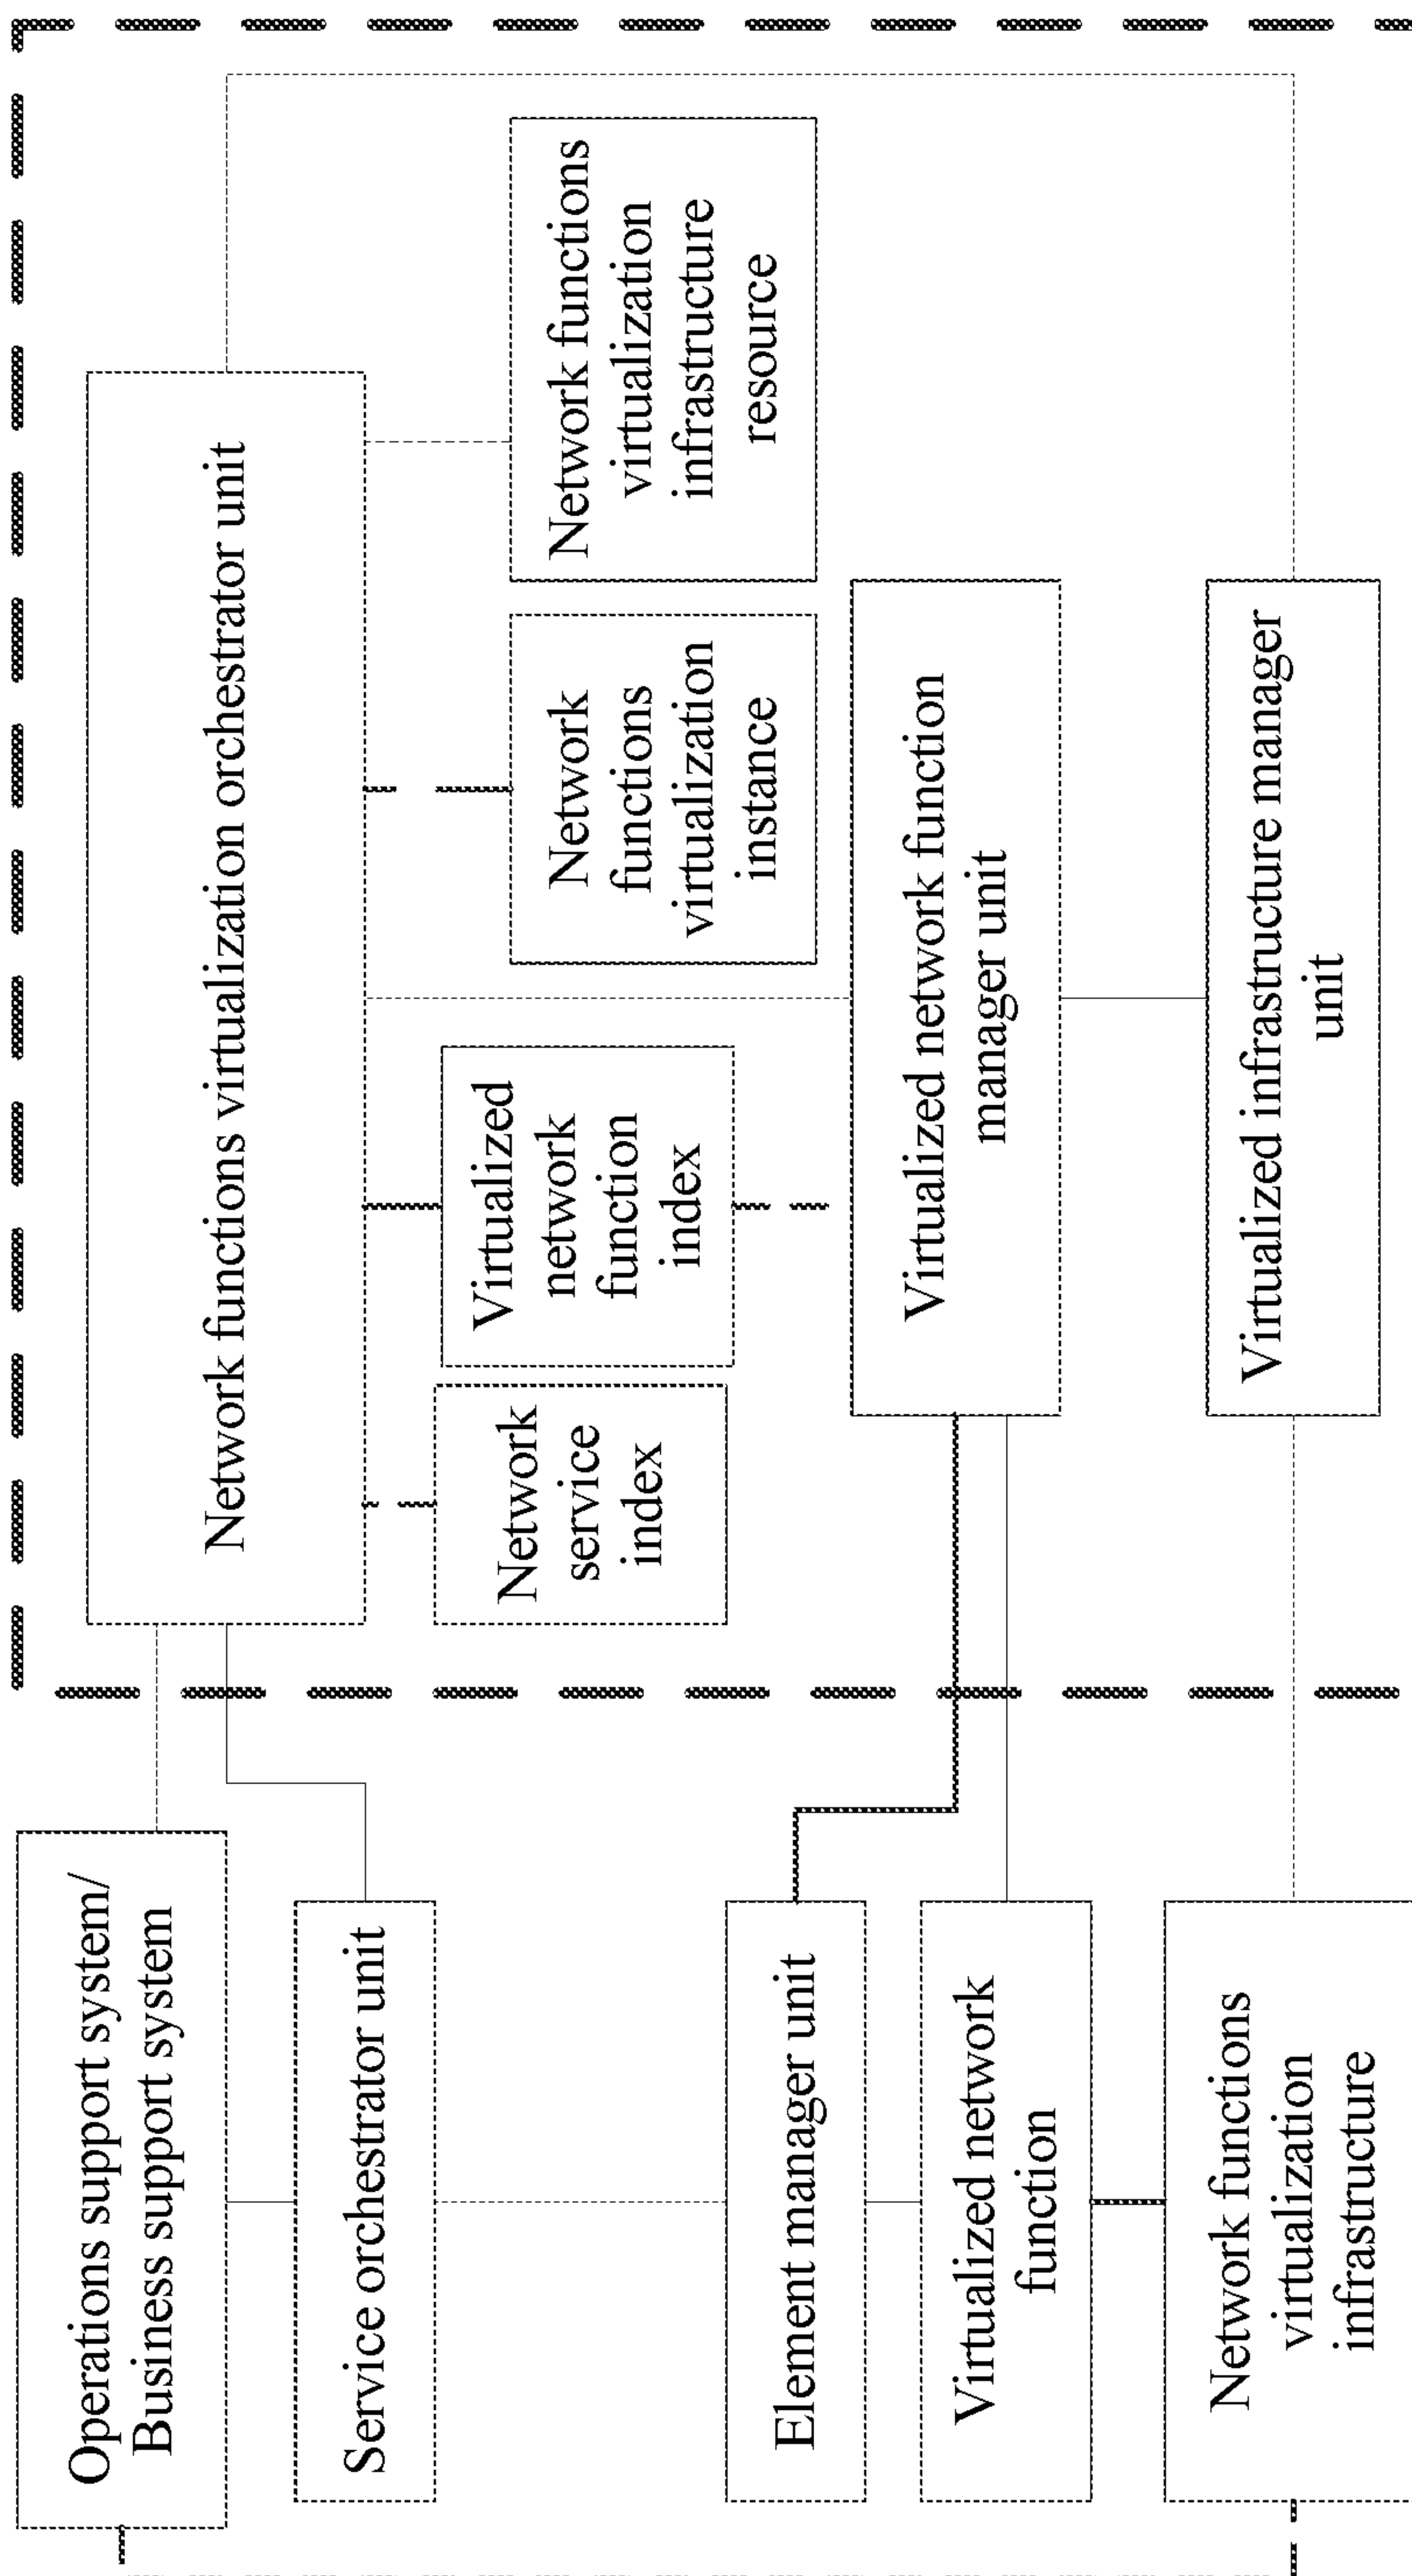 Operations support system/
Business support system
Network functions virtualization orchestrator unit
Service orchestrator unit
Network
service
index
Virtualized
network
function
index
Network
functions
virtualization
instance
Network functions
virtualization
infrastructure
resource
Element manager unit
Virtualized network function
manager unit
Virtualized network
function
Network functions
virtualization
infrastructure
Virtualized infrastructure manager
unit